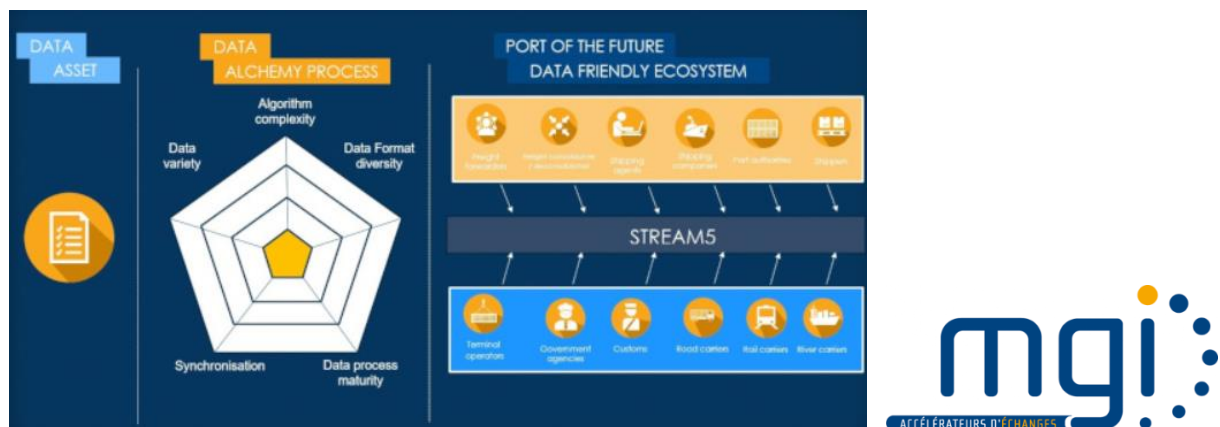 DATA
ASSET
DATA
ALCHEMY PROCESS
Algorithm
complexity
Data
variety
Data Format
diversity
Synchronisation
Data process
maturity
PORT OF THE FUTURE
DATA FRIENDLY ECOSYSTEM
Freight
forwarders
Shipping
agents
Shipping
companies
Port authorities
Shippers
STREAM5
Terminal
operators
Government
agencies
Customs
Road carriers
Rail carriers
River carriers
mgi
ACCÉLÉRATEURS D'ÉCHANGES